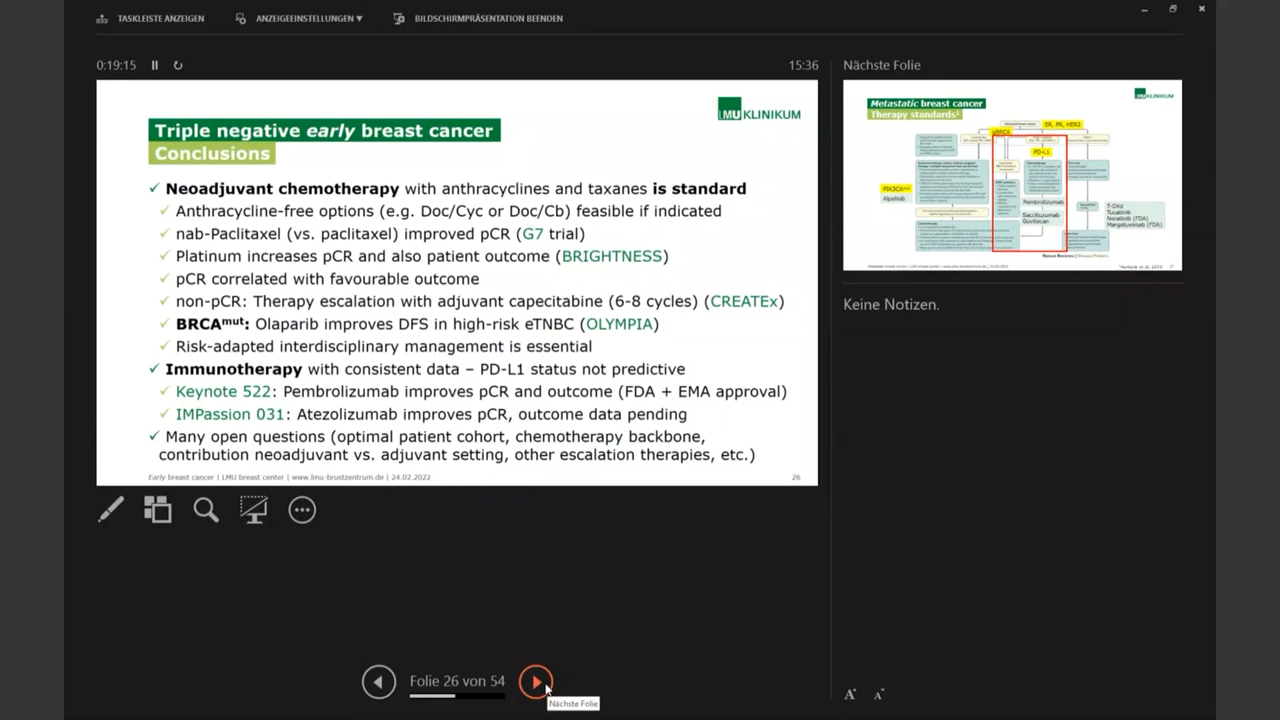 TASKLEISTE ANZEIGEN
ANZEIGEEINSTELLUNGEN ▼
BILDSCHIRMPRÄSENTATION BEENDEN
0:19:15
15:36
LMU KLINIKUM
Triple negative early breast cancer
Conclusions
✓ Neoadjuvans chemotherapy with anthracyclines and taxanes is standard
✓ Anthracycline-free options (e.g. Doc/Cyc or Doc/Cb) feasible if indicated
✓ nab-Paclitaxel (vs. Paclitaxel) improved pCR (G7 trial)
✓ Platinum increases pCR and also patient outcome (BRIGHTNESS)
✓ pCR correlated with favourable outcome
✓ non-pCR: Therapy escalation with adjuvant capecitabine (6-8 cycles) (CREATEx)
✓ BRCAmut: Olaparib improves DFS in high-risk eTNBC (OLYMPIA)
✓ Risk-adapted interdisciplinary management is essential
✓ Immunotherapy with consistent data – PD-L1 status not predictive
✓ Keynote 522: Pembrolizumab improves pCR and outcome (FDA + EMA approval)
✓ IMPassion 031: Atezolizumab improves pCR, outcome data pending
✓ Many open questions (optimal patient cohort, chemotherapy backbone,
contribution neoadjuvant vs. adjuvant setting, other escalation therapies, etc.)
Early breast cancer | LMU breast center | www.lmu-brustzentrum.de | 24.02.2022
26
Folie 26 von 54
Nächste Folie
Nächste Folie
LMU KLINIKUM
Metastatic breast cancer
Therapy standards¹
ER, PR, HER2
gBRCA
PD-L1
PIK3CAmut
Alpelisib
Pembrolizumab
Sacituzumab
Govitecan
T-DXd
Tucatinib
Neratinib (FDA)
Margetuximab (FDA)
Nature Reviews | Disease Primers
Keine Notizen.
A A